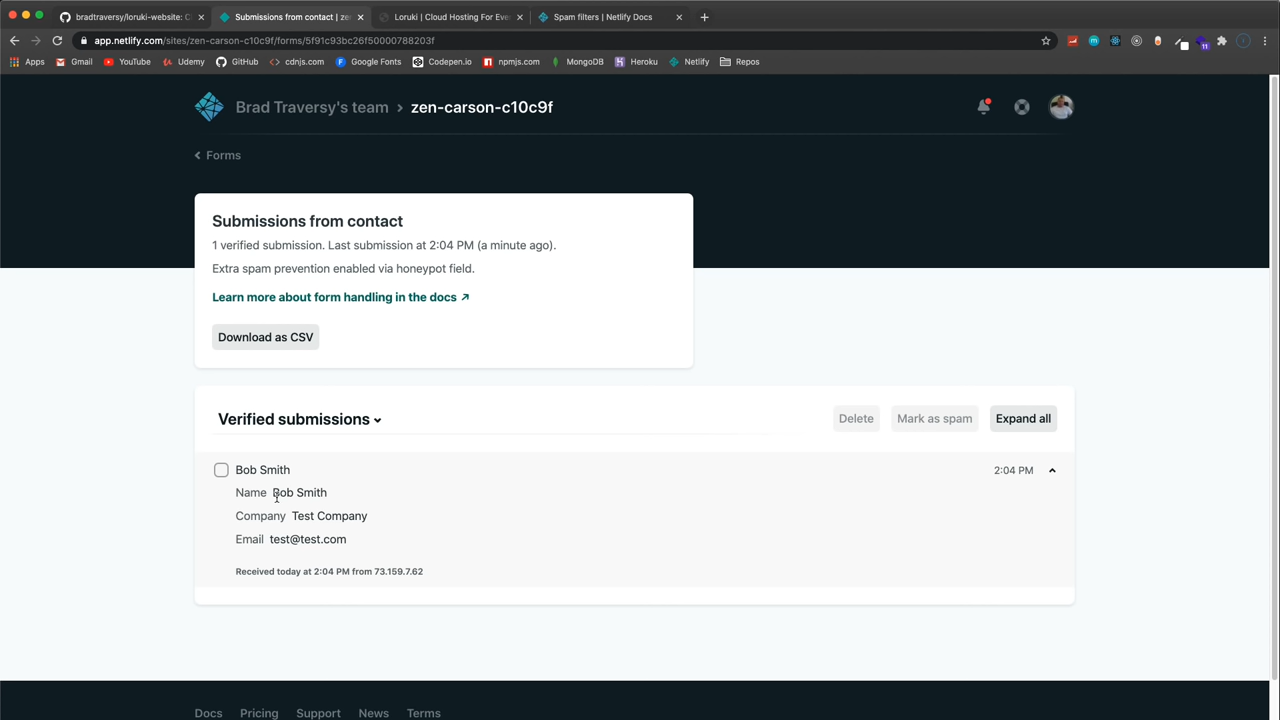 bradtraversy/loruki-website: C
Submissions from contact | zen
Loruki | Cloud Hosting For Eve
Spam filters | Netlify Docs
app.netlify.com/sites/zen-carson-c10c9f/forms/5f91c93bc26f50000788203f
11
Apps
Gmail
YouTube
Udemy
GitHub
cdnjs.com
Google Fonts
Codepen.io
npmjs.com
MongoDB
Heroku
Netlify
Repos
Brad Traversy's team > zen-carson-c10c9f
Forms
Submissions from contact
1 verified submission. Last submission at 2:04 PM (a minute ago).
Extra spam prevention enabled via honeypot field.
Learn more about form handling in the docs ↗
Download as CSV
Verified submissions
Delete
Mark as spam
Expand all
Bob Smith
2:04 PM
Name Bob Smith
Company Test Company
Email test@test.com
Received today at 2:04 PM from 73.159.7.62
Docs
Pricing
Support
News
Terms